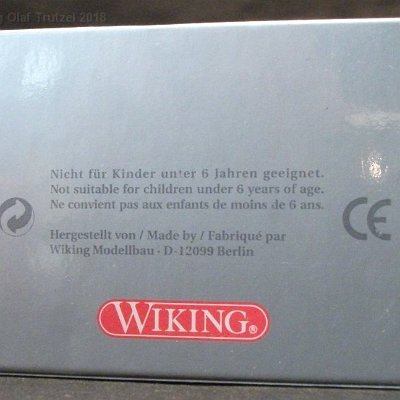 g Olaf Trutzel 2018
Nicht für Kinder unter 6 Jahren geeignet.
Not suitable for children under 6 years of age.
Ne convient pas aux enfants de moins de 6 ans.
Hergestellt von / Made by / Fabriqué par
Wiking Modellbau · D-12099 Berlin
CE
WIKING®